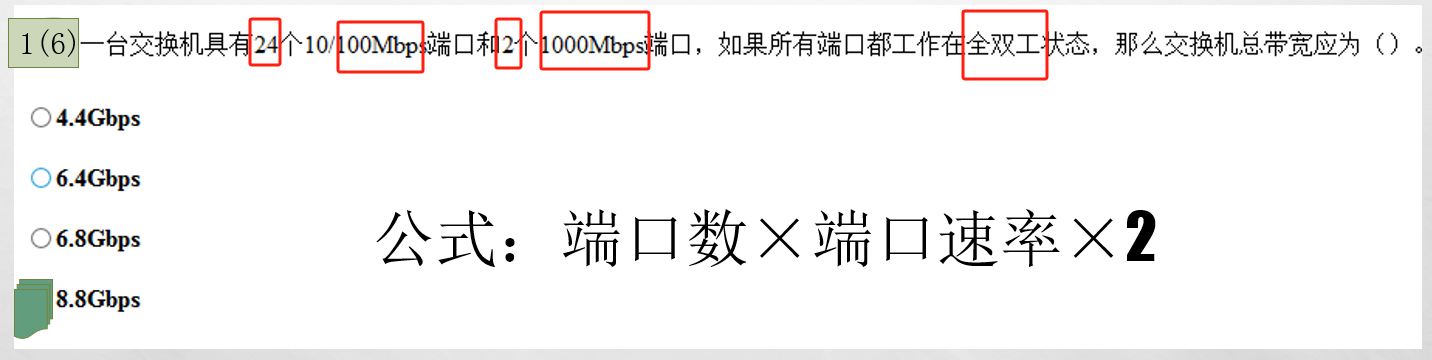 1(6)一台交换机具有24个10/100Mbps端口和2个1000Mbps端口，如果所有端口都工作在全双工状态，那么交换机总带宽应为（）。
4.4Gbps
6.4Gbps
6.8Gbps
公式：端口数×端口速率×2
8.8Gbps